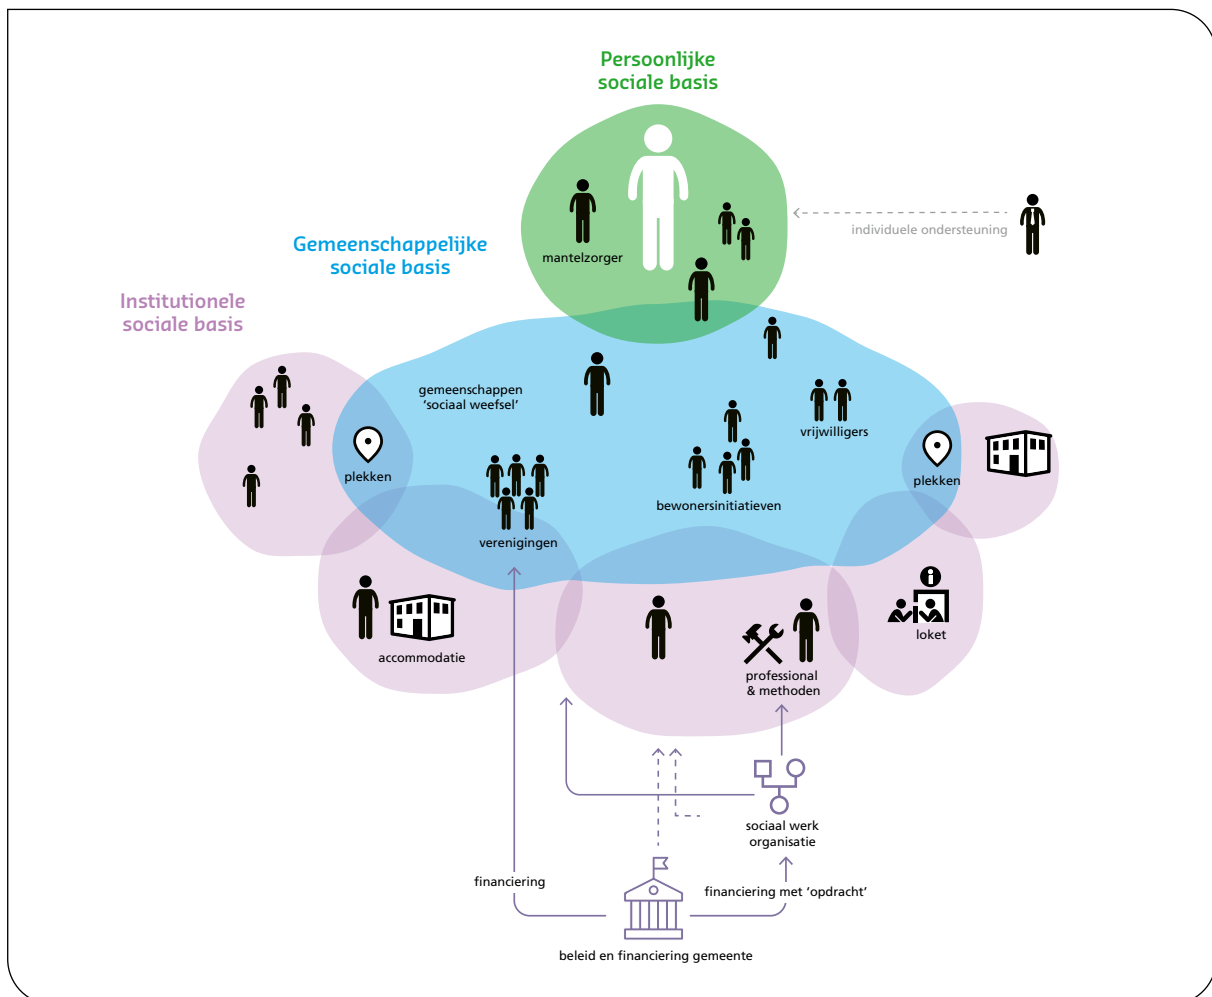 Persoonlijke
sociale basis
mantelzorger
individuele ondersteuning
Gemeenschappelijke
sociale basis
Institutionele
sociale basis
gemeenschappen
‘sociaal weefsel’
vrijwilligers
plekken
plekken
bewonersinitiatieven
verenigingen
loket
accommodatie
professional
& methoden
sociaal werk
organisatie
financiering
financiering met ‘opdracht’
beleid en financiering gemeente